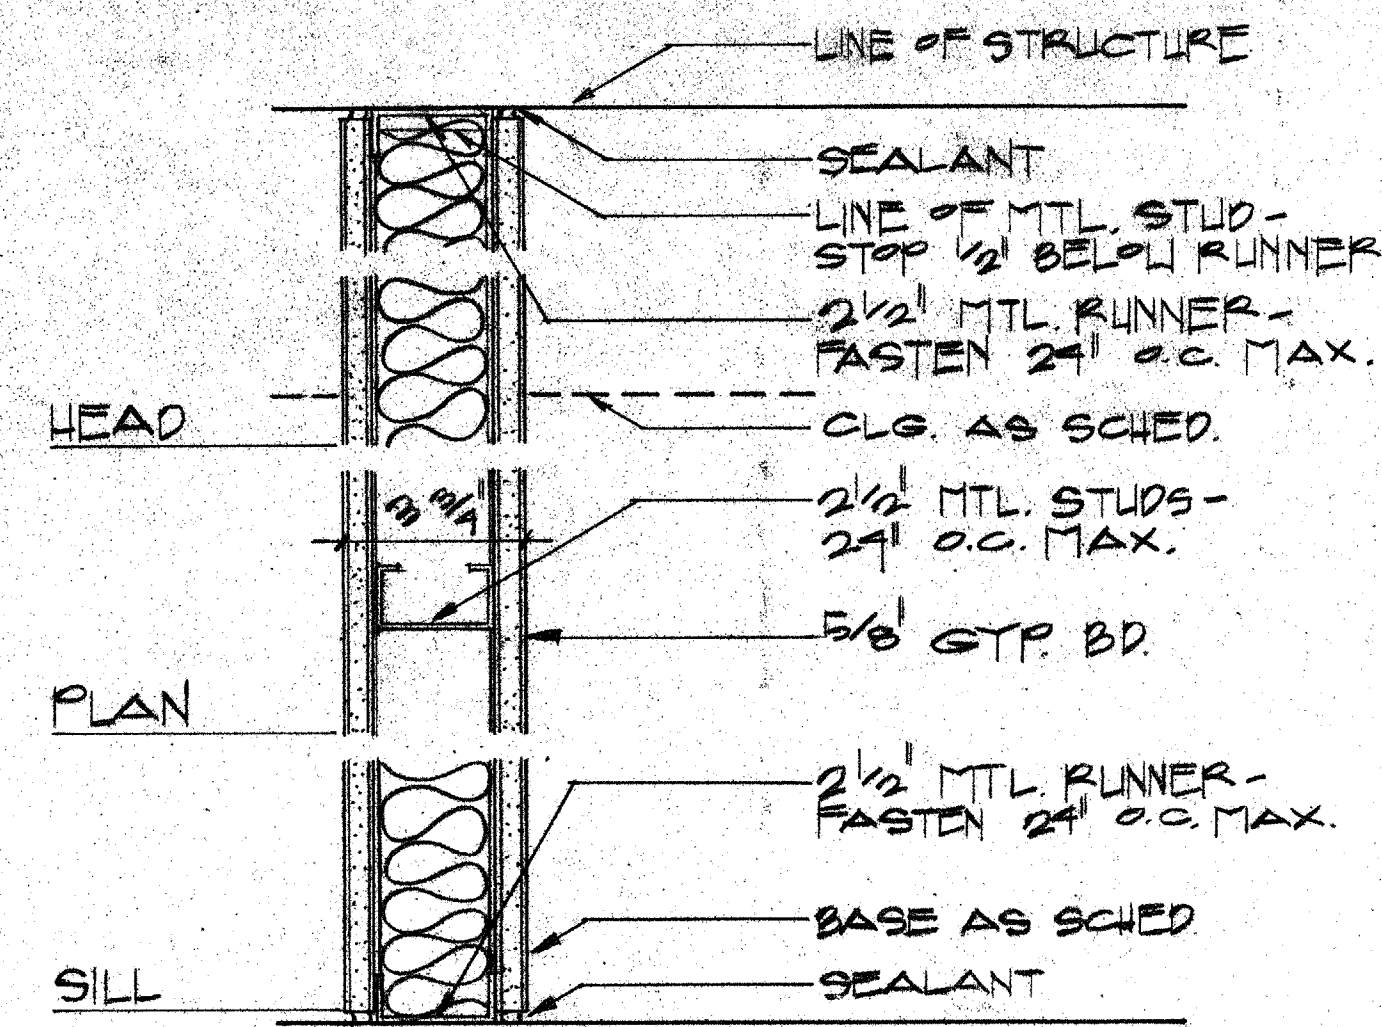 LINE OF STRUCTURE
SEALANT
LINE OF MTL. STUD-
STOP 1/2" BELOW RUNNER
2 1/2" MTL. RUNNER-
FASTEN 24" O.C. MAX.
HEAD
CLG. AS SCHED.
3 3/4"
2 1/2" MTL. STUDS-
24" O.C. MAX.
5/8" GYP. BD.
PLAN
2 1/2" MTL. RUNNER-
FASTEN 24" O.C. MAX.
BASE AS SCHED
SILL
SEALANT